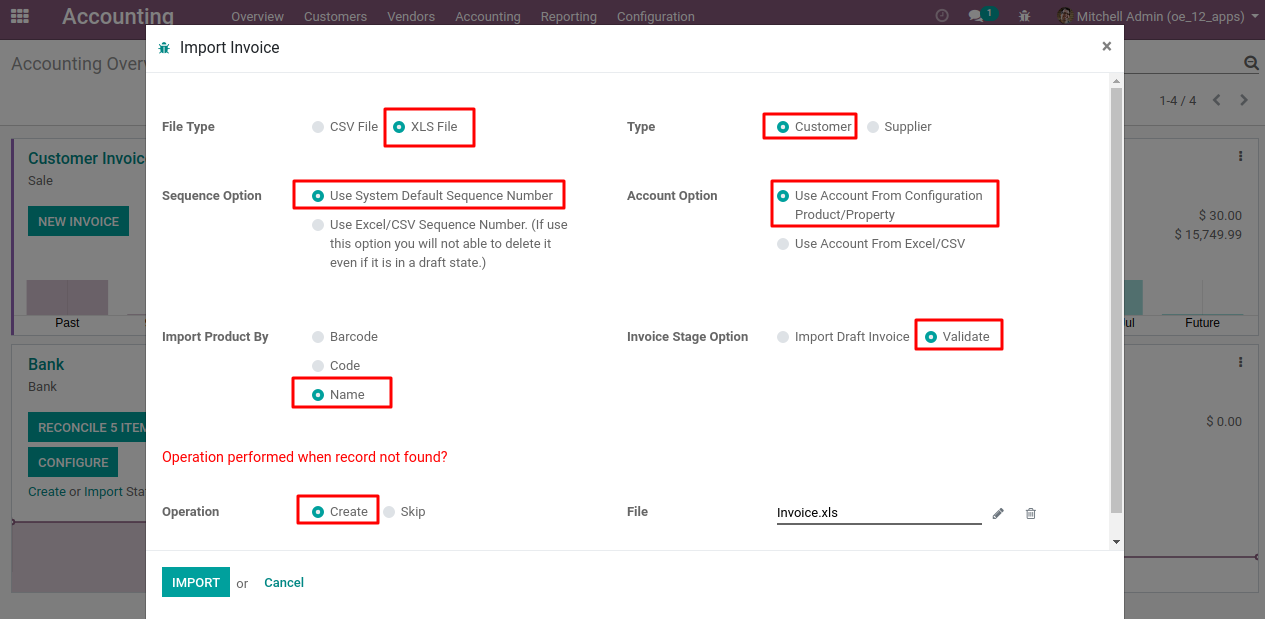 Accounting
Overview Customers Vendors Accounting Reporting Configuration
1 Mitchell Admin (oe_12_apps)
Accounting Over
1-4 / 4
Import Invoice ×
File Type CSV File XLS File
Type Customer Supplier
Sequence Option Use System Default Sequence Number
Use Excel/CSV Sequence Number. (If use
this option you will not able to delete it
even if it is in a draft state.)
Account Option Use Account From Configuration
Product/Property
Use Account From Excel/CSV
Import Product By Barcode
Code
Name
Invoice Stage Option Import Draft Invoice Validate
Operation performed when record not found?
Operation Create Skip
File Invoice.xls
IMPORT or Cancel
Customer Invoic
Sale
NEW INVOICE
$ 30.00
$ 15,749.99
Past
ul Future
Bank
Bank
RECONCILE 5 ITEM
CONFIGURE
Create or Import Sta
$ 0.00